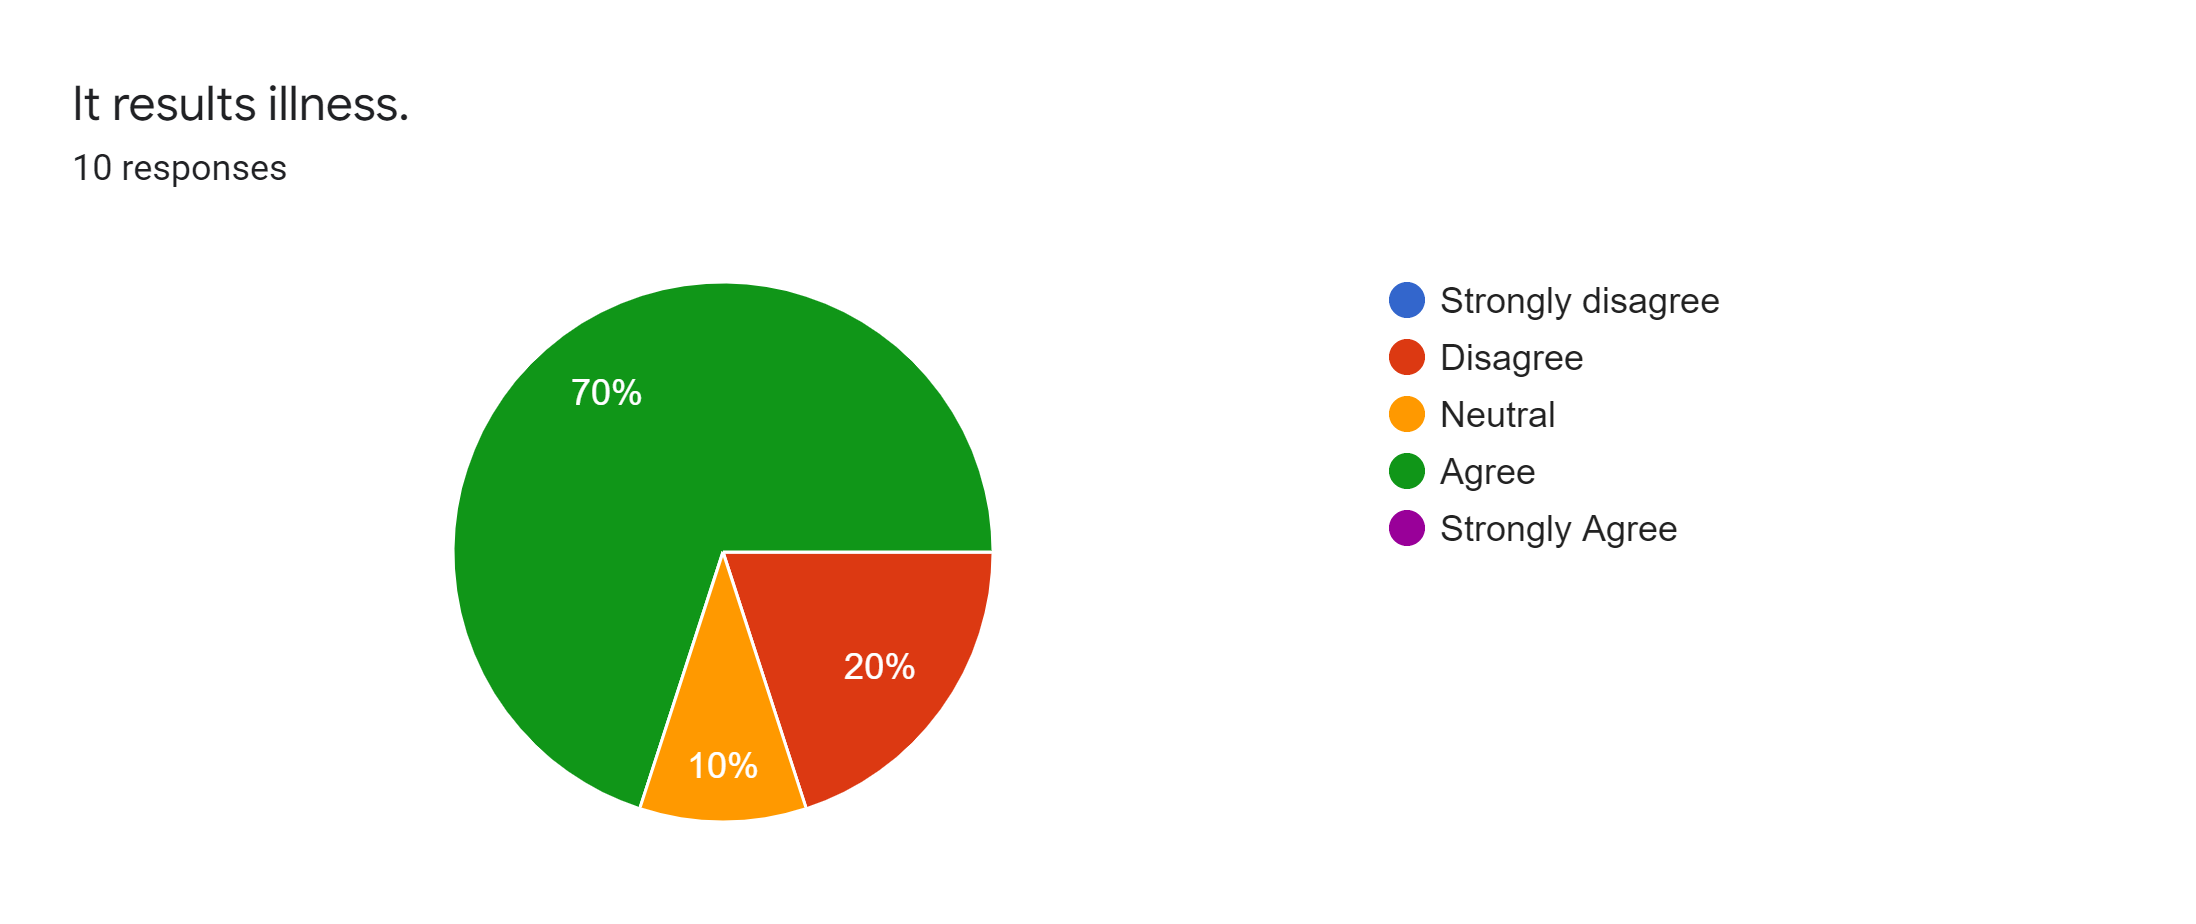 It results illness.
10 responses
70%
20%
10%
Strongly disagree
Disagree
Neutral
Agree
Strongly Agree